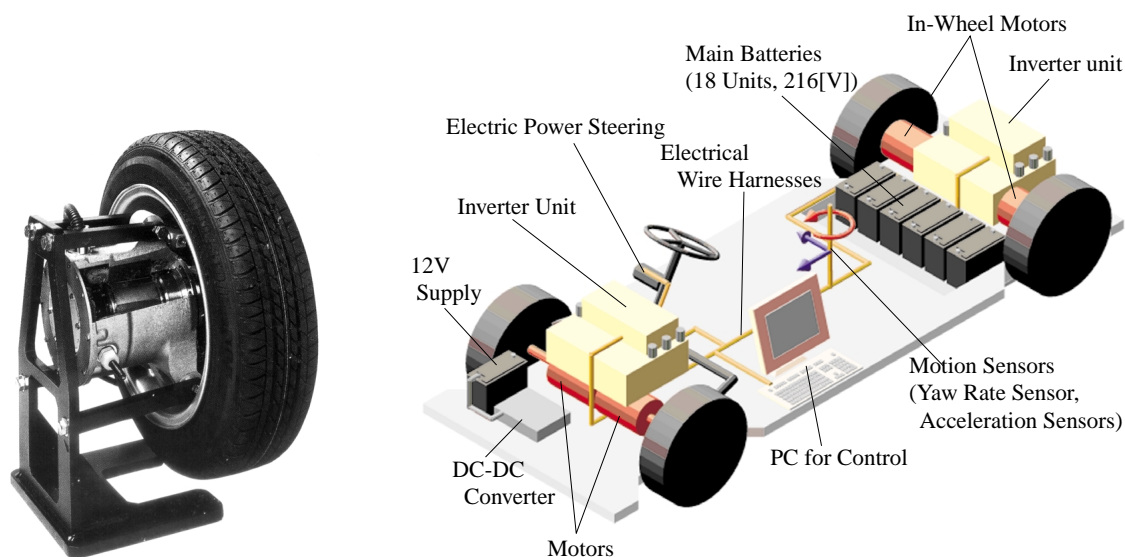 In-Wheel Motors
Main Batteries
(18 Units, 216[V])
Inverter unit
Electric Power Steering
Electrical
Wire Harnesses
Inverter Unit
12V
Supply
Motion Sensors
(Yaw Rate Sensor,
Acceleration Sensors)
PC for Control
DC-DC
Converter
Motors